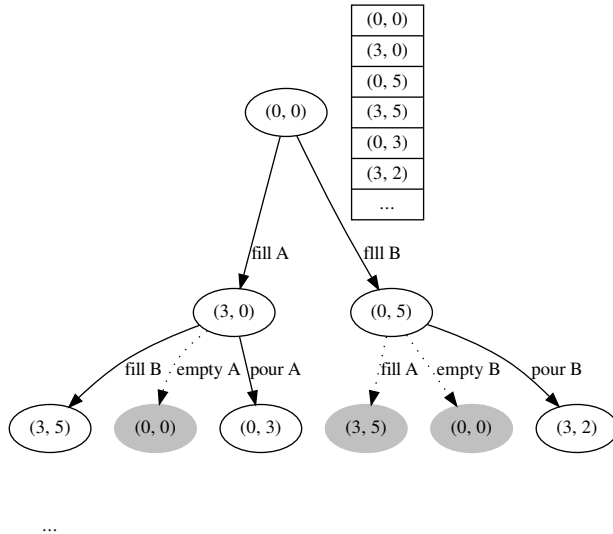 (0, 0)
(3, 0)
(0, 5)
(3, 5)
(0, 3)
(3, 2)
...
(0, 0)
fill A
flll B
(3, 0)
(0, 5)
fill B
empty A
pour A
fill A
empty B
pour B
(3, 5)
(0, 0)
(0, 3)
(3, 5)
(0, 0)
(3, 2)
...